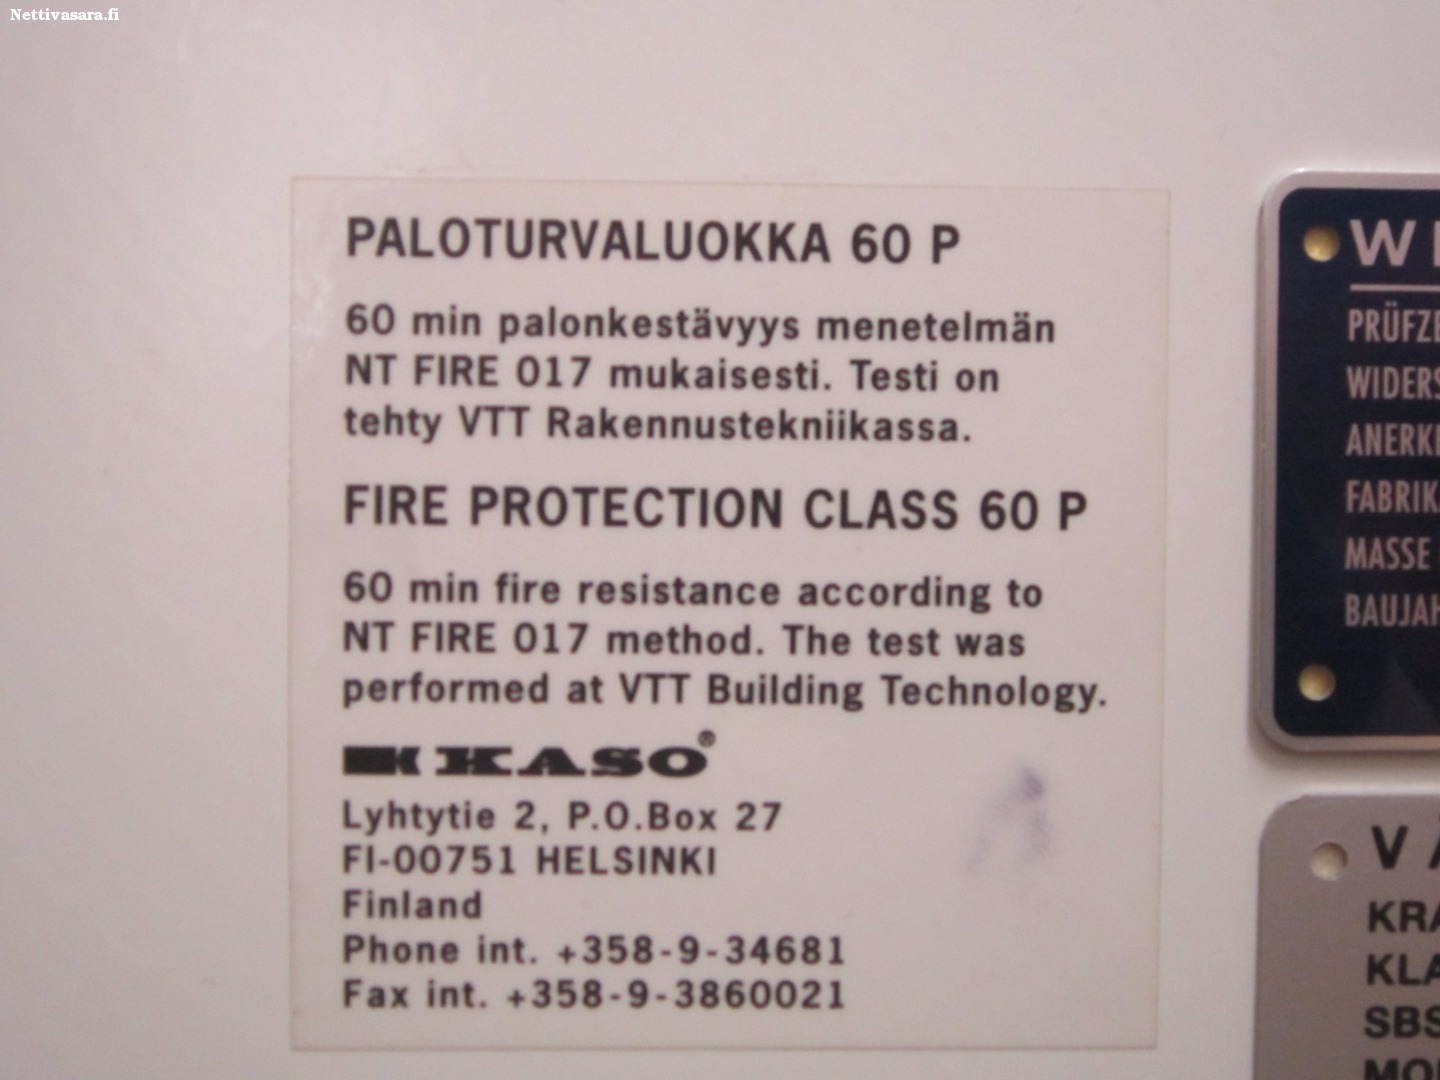 Nettivasara.fi
PALOTURVALUOKKA 60 P
60 min palonkestävyys menetelmän
NT FIRE 017 mukaisesti. Testi on
tehty VTT Rakennustekniikassa.
FIRE PROTECTION CLASS 60 P
60 min fire resistance according to
NT FIRE 017 method. The test was
performed at VTT Building Technology.
KASO®
Lyhtytie 2, P.O.Box 27
FI-00751 HELSINKI
Finland
Phone int. +358-9-34681
Fax int. +358-9-3860021
MASSE